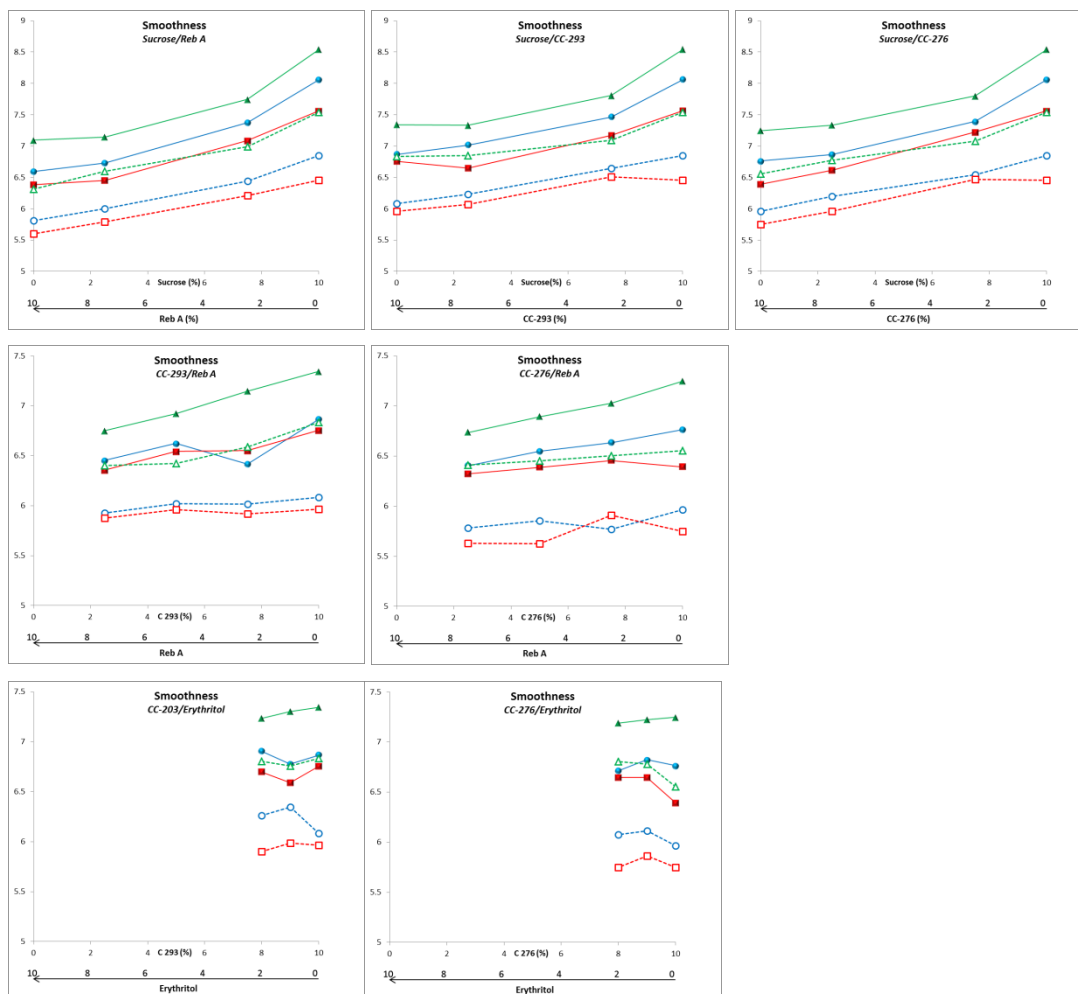 Smoothness
Sucrose/Reb A
9
8.5
8
7.5
7
6.5
6
5.5
5
0 2 4 Sucrose (%) 6 8 10
10 8 6 4 2 0
Reb A (%)
Smoothness
Sucrose/CC-293
9
8.5
8
7.5
7
6.5
6
5.5
5
0 2 4 Sucrose(%) 6 8 10
10 8 6 4 2 0
CC-293 (%)
Smoothness
Sucrose/CC-276
9
8.5
8
7.5
7
6.5
6
5.5
5
0 2 4 Sucrose (%) 6 8 10
10 8 6 4 2 0
CC-276 (%)
Smoothness
CC-293/Reb A
7.5
7
6.5
6
5.5
5
0 2 4 C 293 (%) 6 8 10
10 8 6 4 2 0
Reb A
Smoothness
CC-276/Reb A
7.5
7
6.5
6
5.5
5
0 2 4 C 276 (%) 6 8 10
10 8 6 4 2 0
Reb A
Smoothness
CC-203/Erythritol
7.5
7
6.5
6
5.5
5
0 2 4 C 293 (%) 6 8 10
10 8 6 4 2 0
Erythritol
Smoothness
CC-276/Erythritol
7.5
7
6.5
6
5.5
5
0 2 4 C 276 (%) 6 8 10
10 8 6 4 2 0
Erythritol